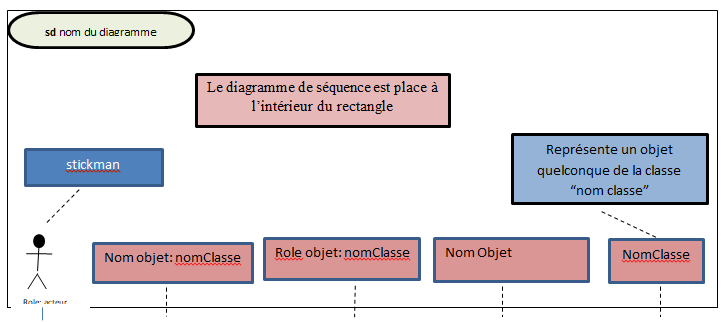 sd nom du diagramme
Le diagramme de séquence est place à
l'intérieur du rectangle
stickman
Représente un objet
quelconque de la classe
“nom classe”
Nom objet: nomClasse
Role objet: nomClasse
Nom Objet
NomClasse
Role: acteur